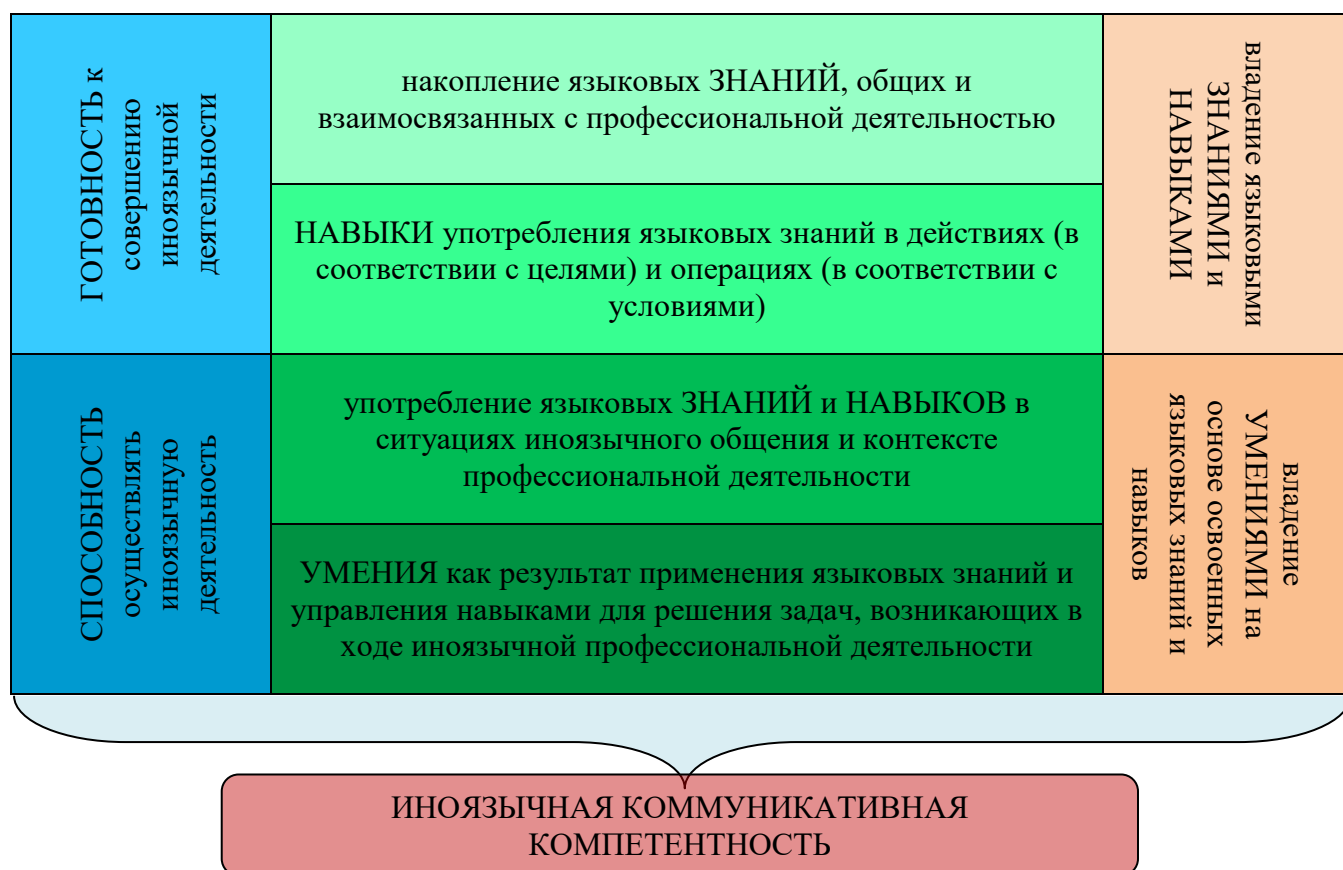 ГОТОВНОСТЬ к
совершению
иноязычной
деятельности
накопление языковых ЗНАНИЙ, общих и
взаимосвязанных с профессиональной деятельностью
НАВЫКИ употребления языковых знаний в действиях (в
соответствии с целями) и операциях (в соответствии с
условиями)
владение языковыми
ЗНАНИЯМИ и
НАВЫКАМИ
СПОСОБНОСТЬ
осуществлять
иноязычную
деятельность
употребление языковых ЗНАНИЙ и НАВЫКОВ в
ситуациях иноязычного общения и контексте
профессиональной деятельности
УМЕНИЯ как результат применения языковых знаний и
управления навыками для решения задач, возникающих в
ходе иноязычной профессиональной деятельности
владение
УМЕНИЯМИ на
основе освоенных
языковых знаний и
навыков
ИНОЯЗЫЧНАЯ КОММУНИКАТИВНАЯ
КОМПЕТЕНТНОСТЬ